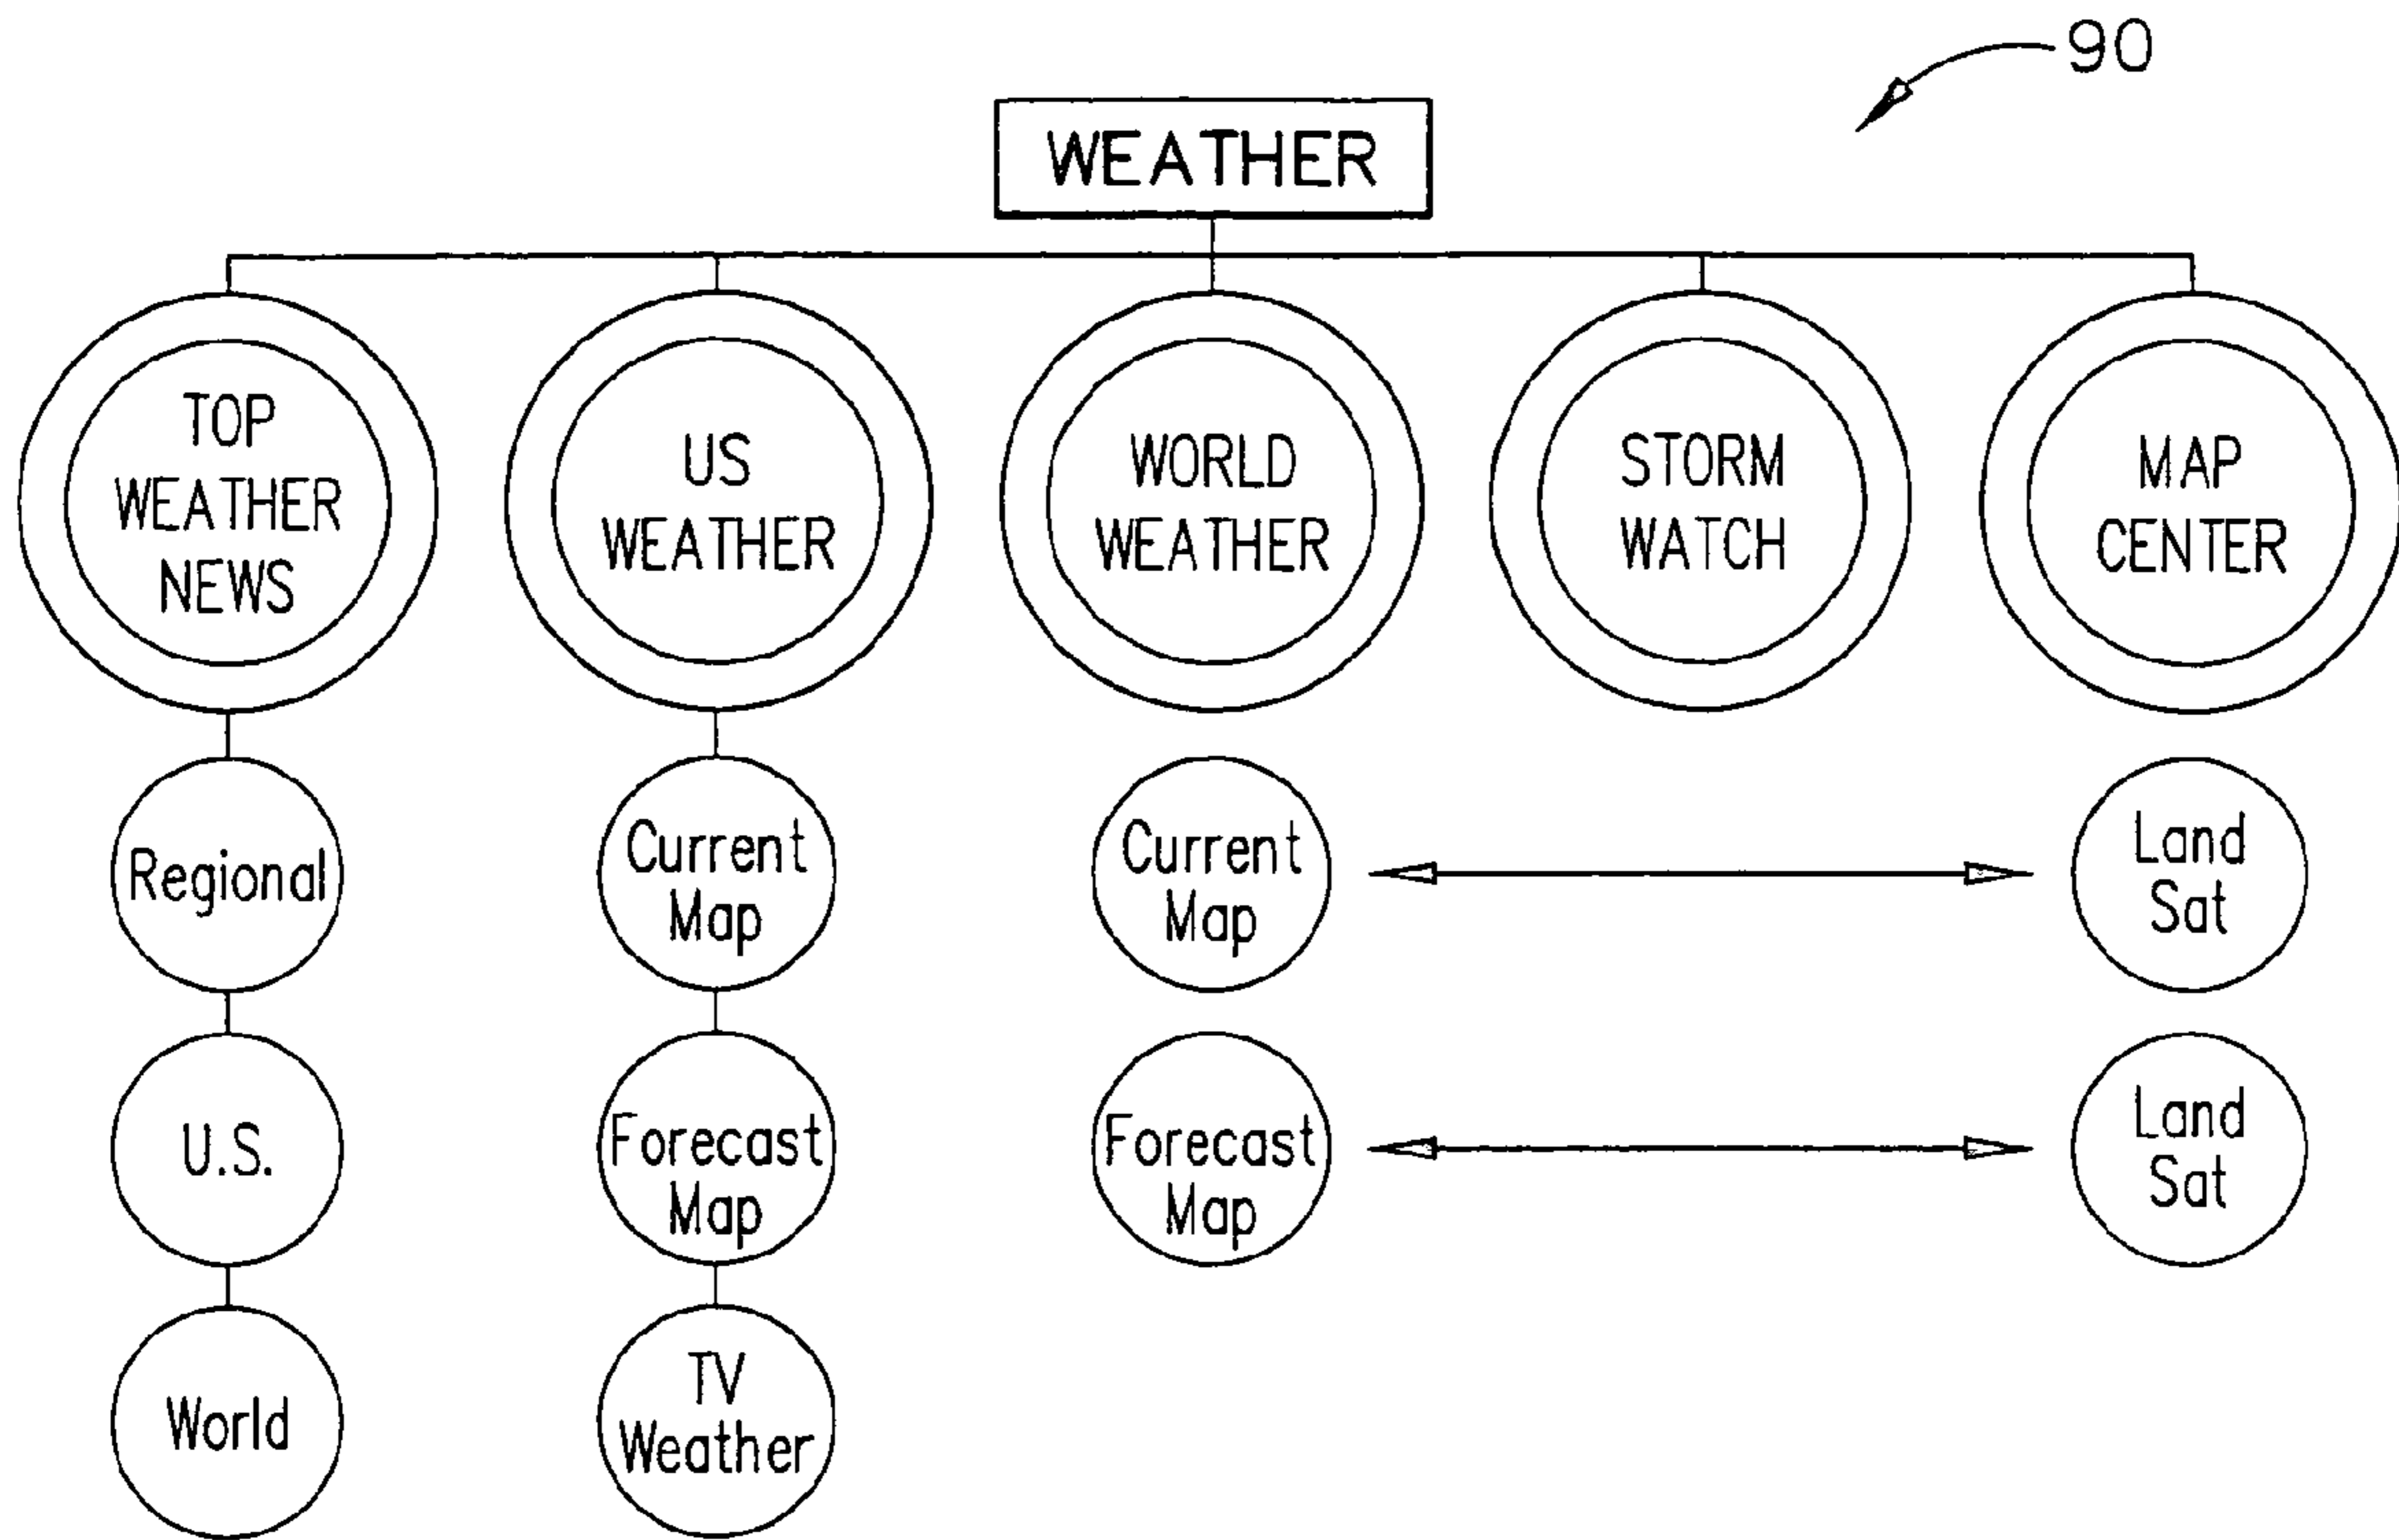 90
WEATHER
TOP
WEATHER
NEWS
US
WEATHER
WORLD
WEATHER
STORM
WATCH
MAP
CENTER
Regional
Current
Map
Current
Map
Land
Sat
U.S.
Forecast
Map
Forecast
Map
Land
Sat
World
TV
Weather